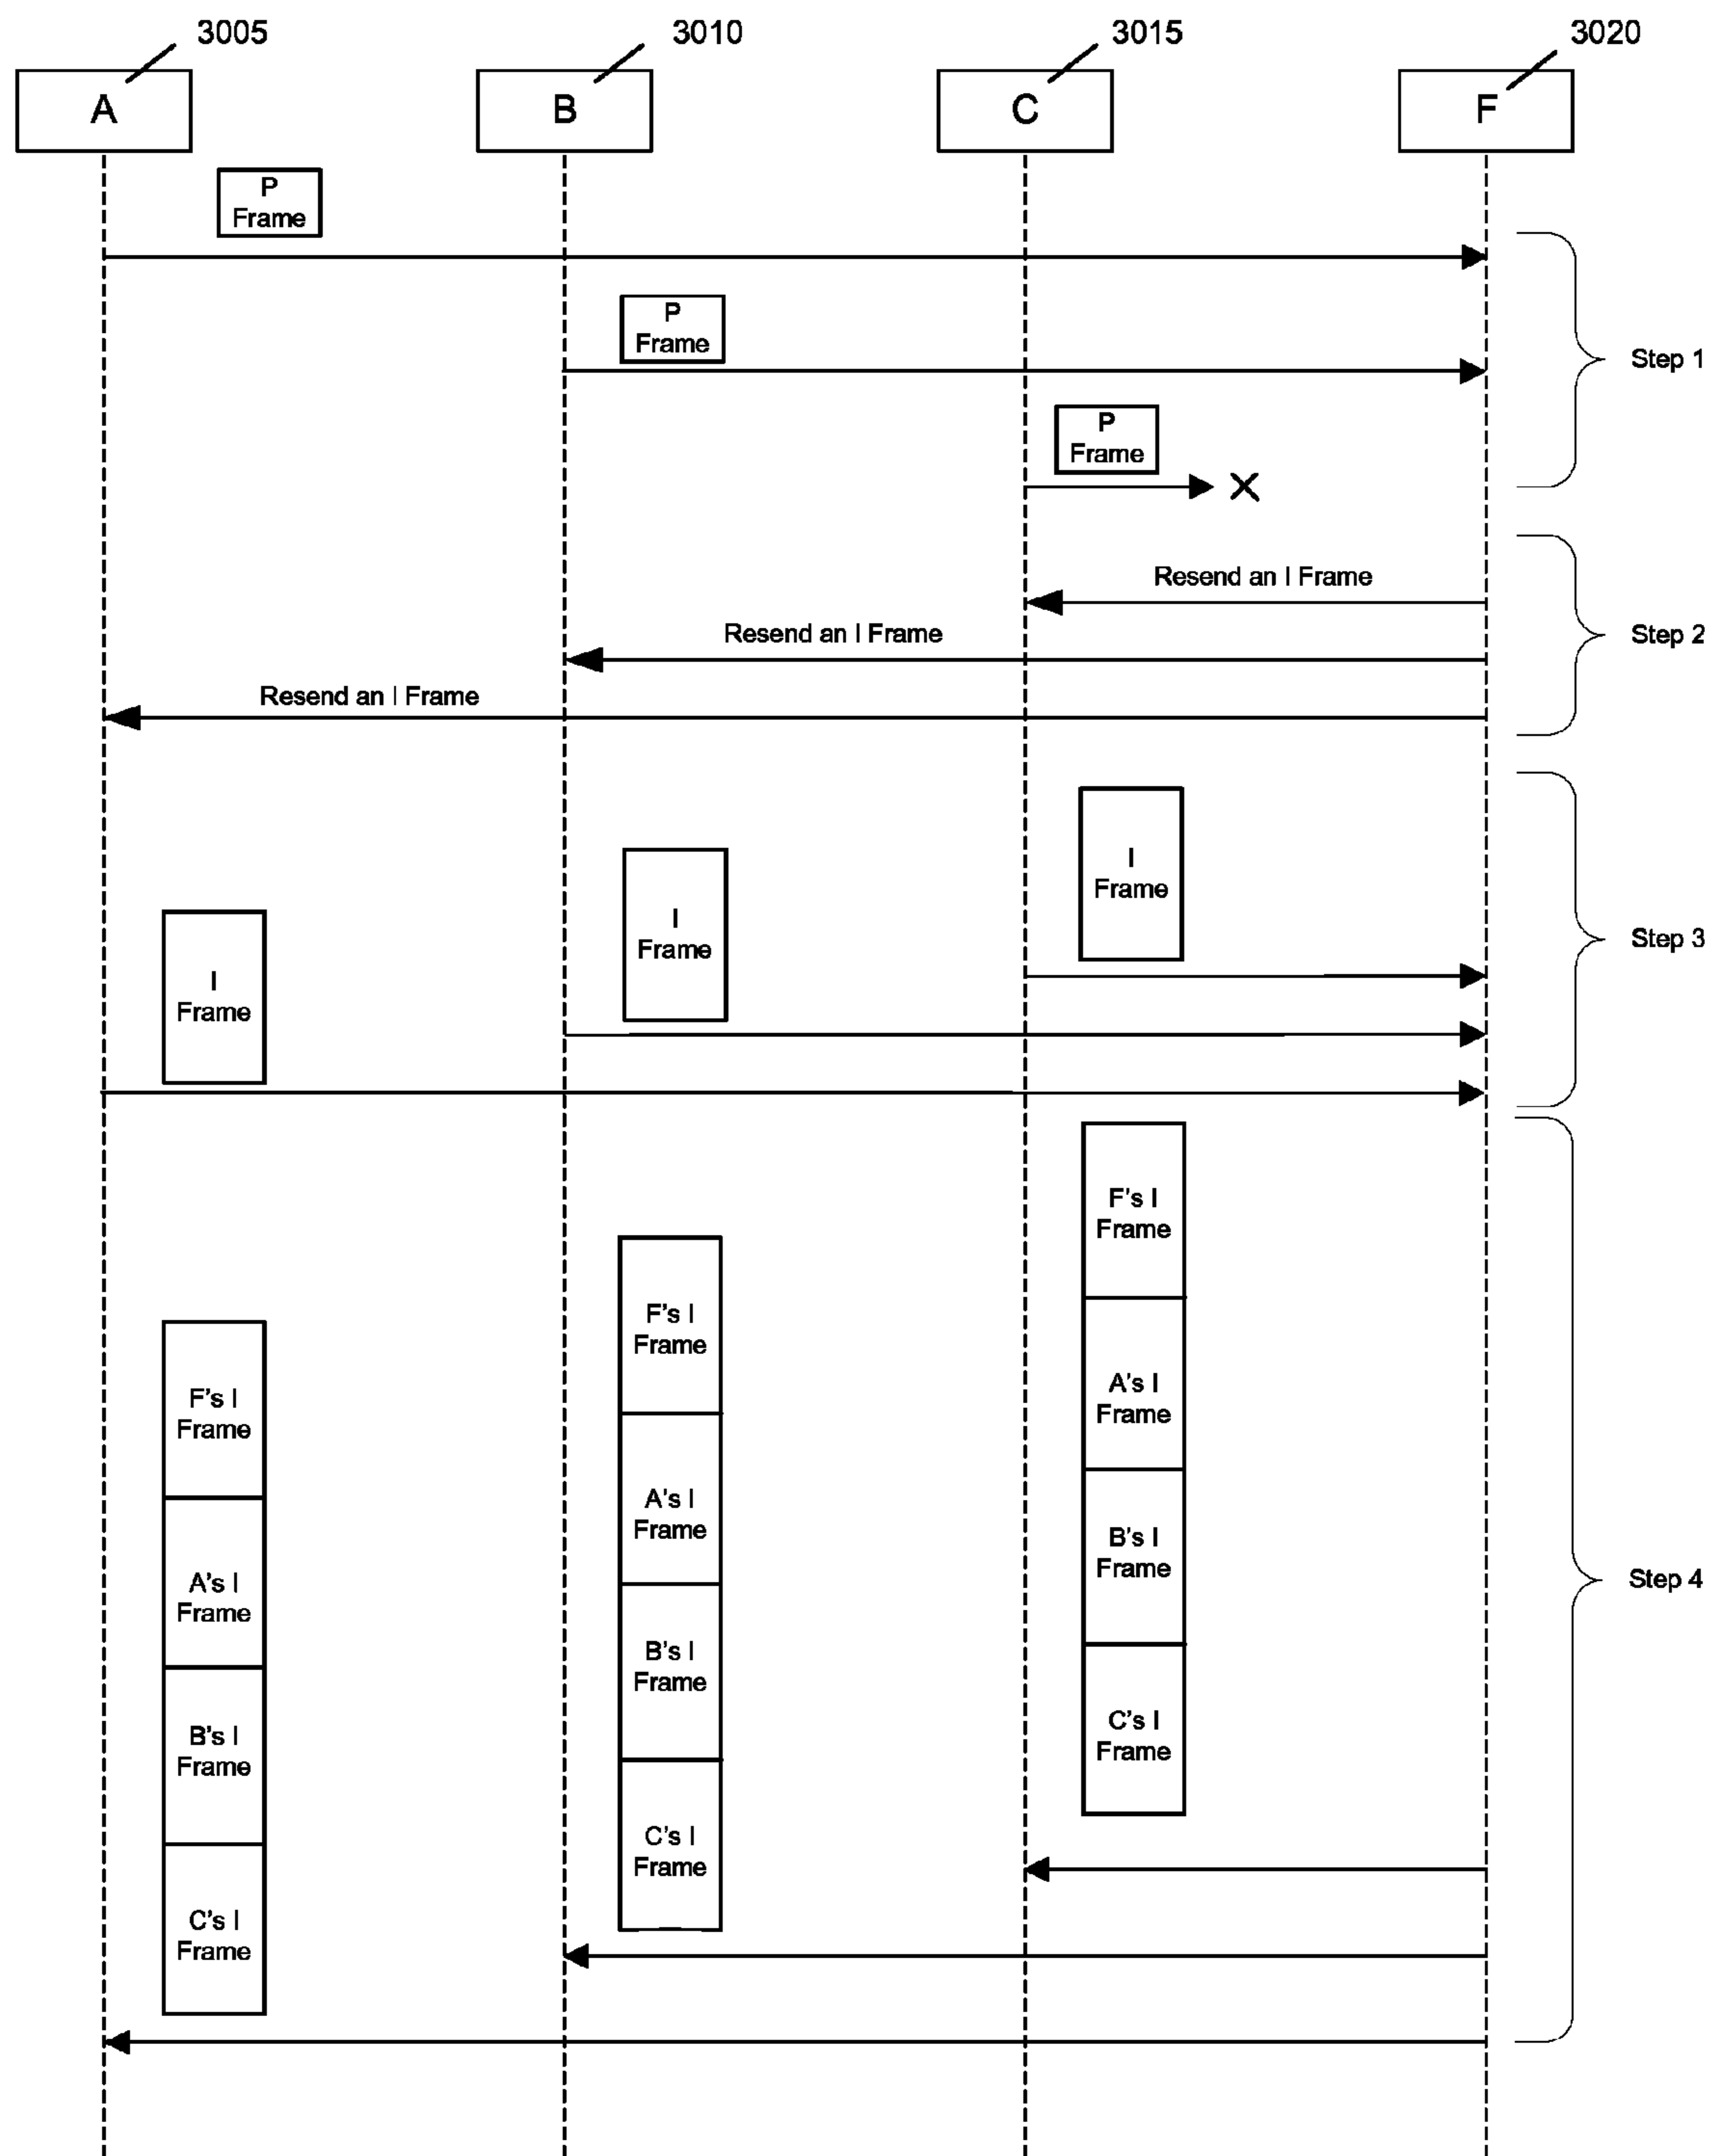 3005
3010
3015
3020
A
B
C
F
P
Frame
P
Frame
Step 1
P
Frame
Resend an I Frame
Resend an I Frame
Step 2
Resend an I Frame
I
Frame
I
Frame
Step 3
I
Frame
F's I
Frame
A's I
Frame
B's I
Frame
C's I
Frame
F's I
Frame
A's I
Frame
B's I
Frame
C's I
Frame
F's I
Frame
A's I
Frame
B's I
Frame
C's I
Frame
Step 4